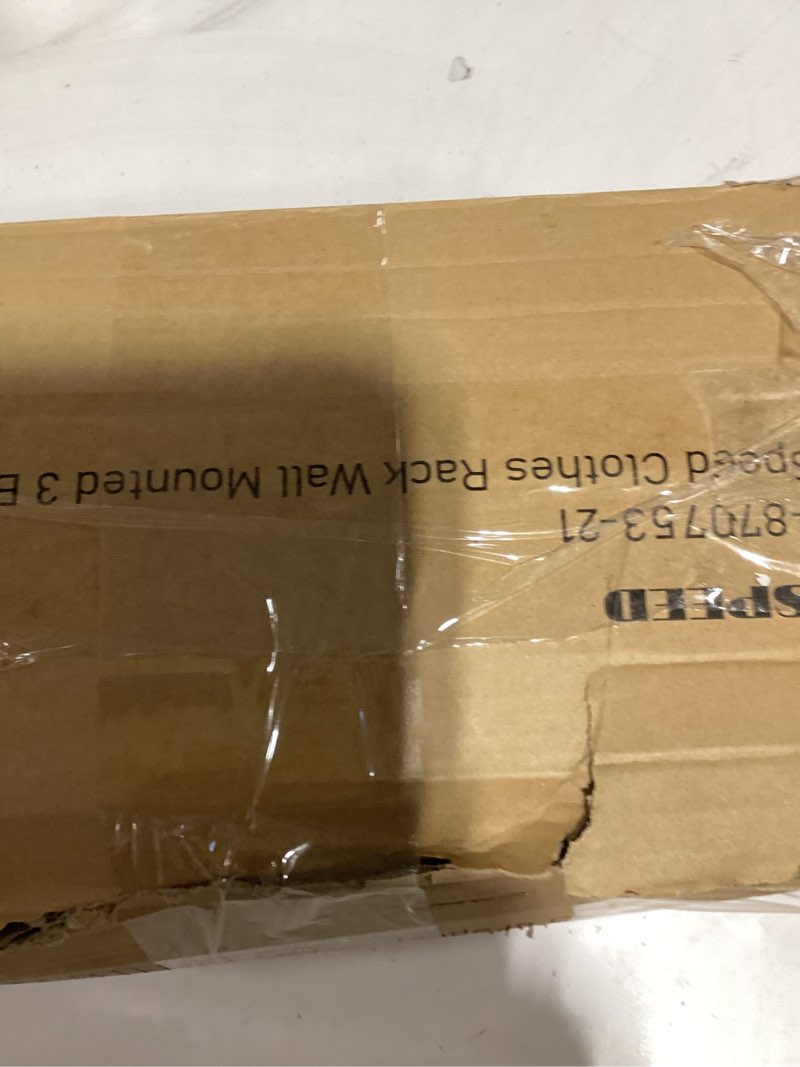 SPEED
-870753-21
Speed Clothes Rack Wall Mounted 3